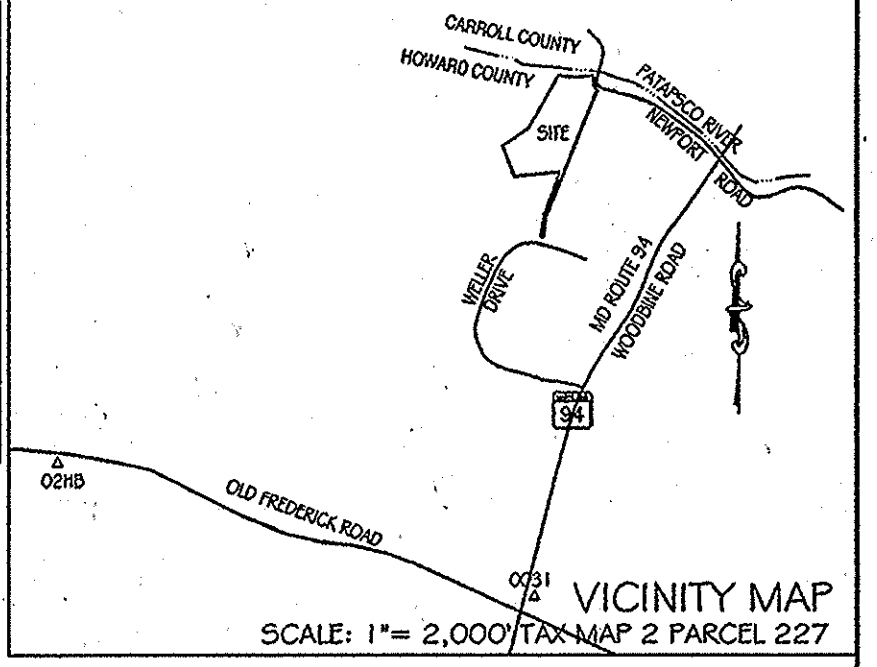 CARROLL COUNTY
HOWARD COUNTY
PATAPSCO RIVER
NEWPORT
ROAD
SITE
WELLER
DRIVE
MD ROUTE 94
WOODBINE ROAD
94
02HB
OLD FREDERICK ROAD
0031
VICINITY MAP
SCALE: 1"= 2,000' TAX MAP 2 PARCEL 227